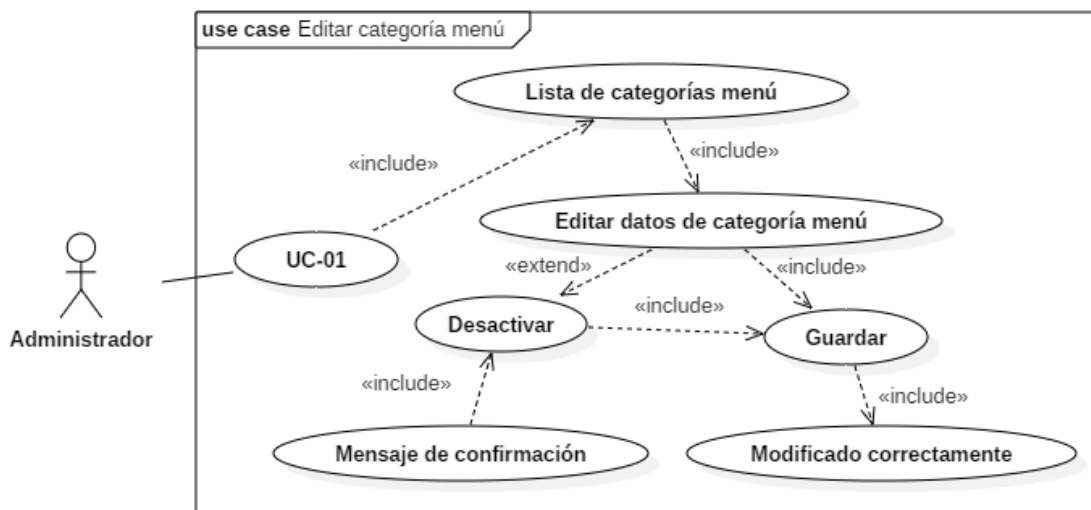 use case Editar categoría menú
Lista de categorías menú
«include»
«include»
Editar datos de categoría menú
UC-01
«extend»
«include»
«include»
Desactivar
Guardar
Administrador
«include»
«include»
Mensaje de confirmación
Modificado correctamente